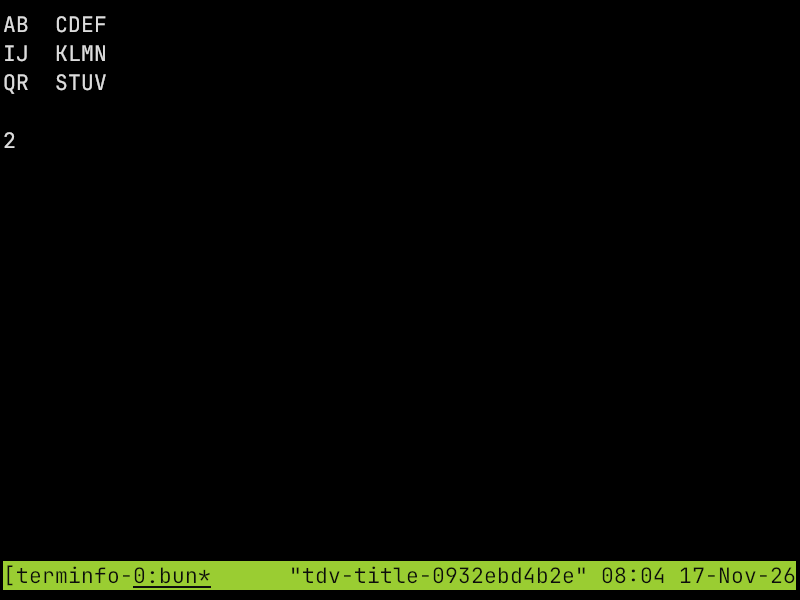 AB  CDEF
IJ  KLMN
QR  STUV
2
[terminfo-0:bun*      "tdv-title-0932ebd4b2e" 08:04 17-Nov-26